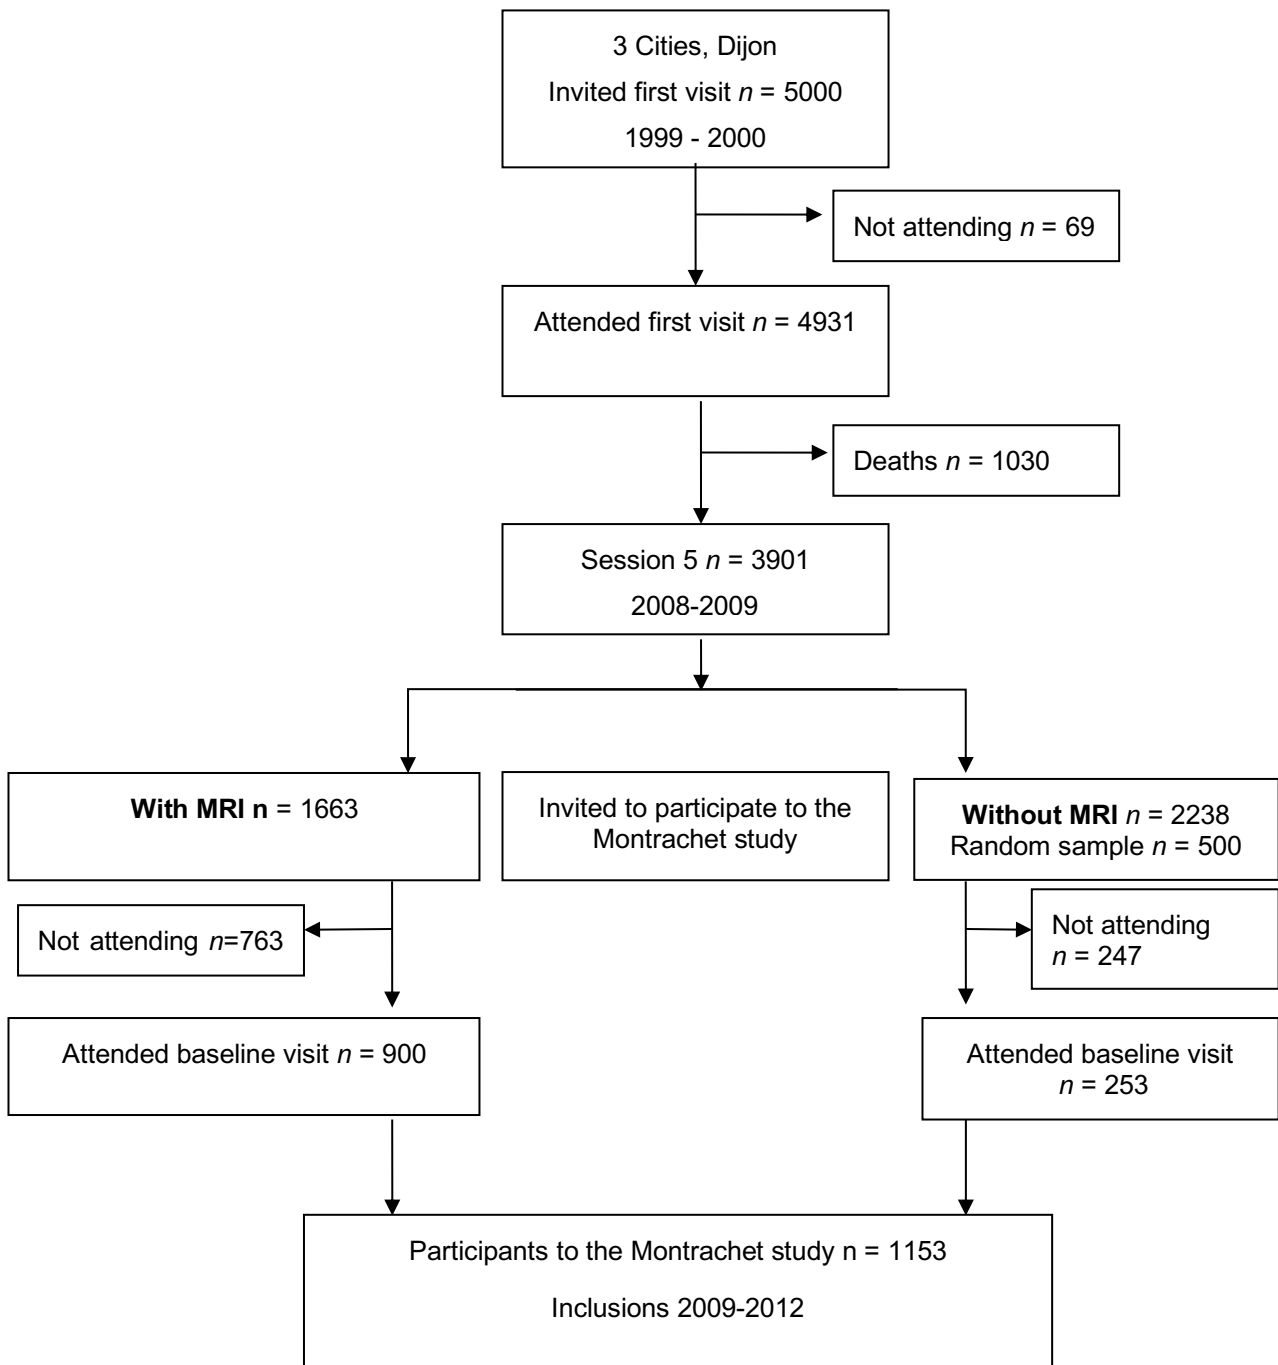 3 Cities, Dijon
Invited first visit n = 5000
1999 - 2000
Not attending n = 69
Attended first visit n = 4931
Deaths n = 1030
Session 5 n = 3901
2008-2009
With MRI n = 1663
Invited to participate to the
Montrachet study
Without MRI n = 2238
Random sample n = 500
Not attending n=763
Not attending
n = 247
Attended baseline visit n = 900
Attended baseline visit
n = 253
Participants to the Montrachet study n = 1153
Inclusions 2009-2012